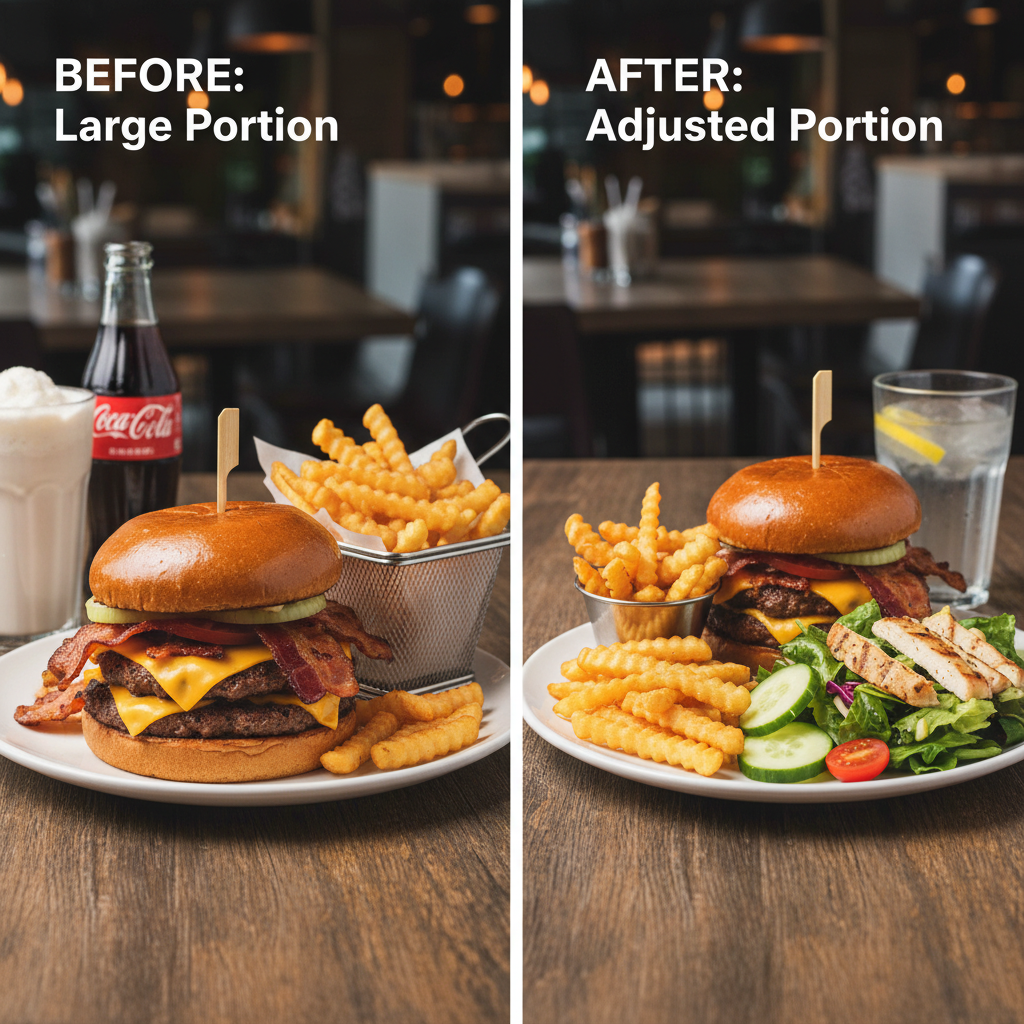 BEFORE:
Large Portion
AFTER:
Adjusted Portion
Coca-Cola